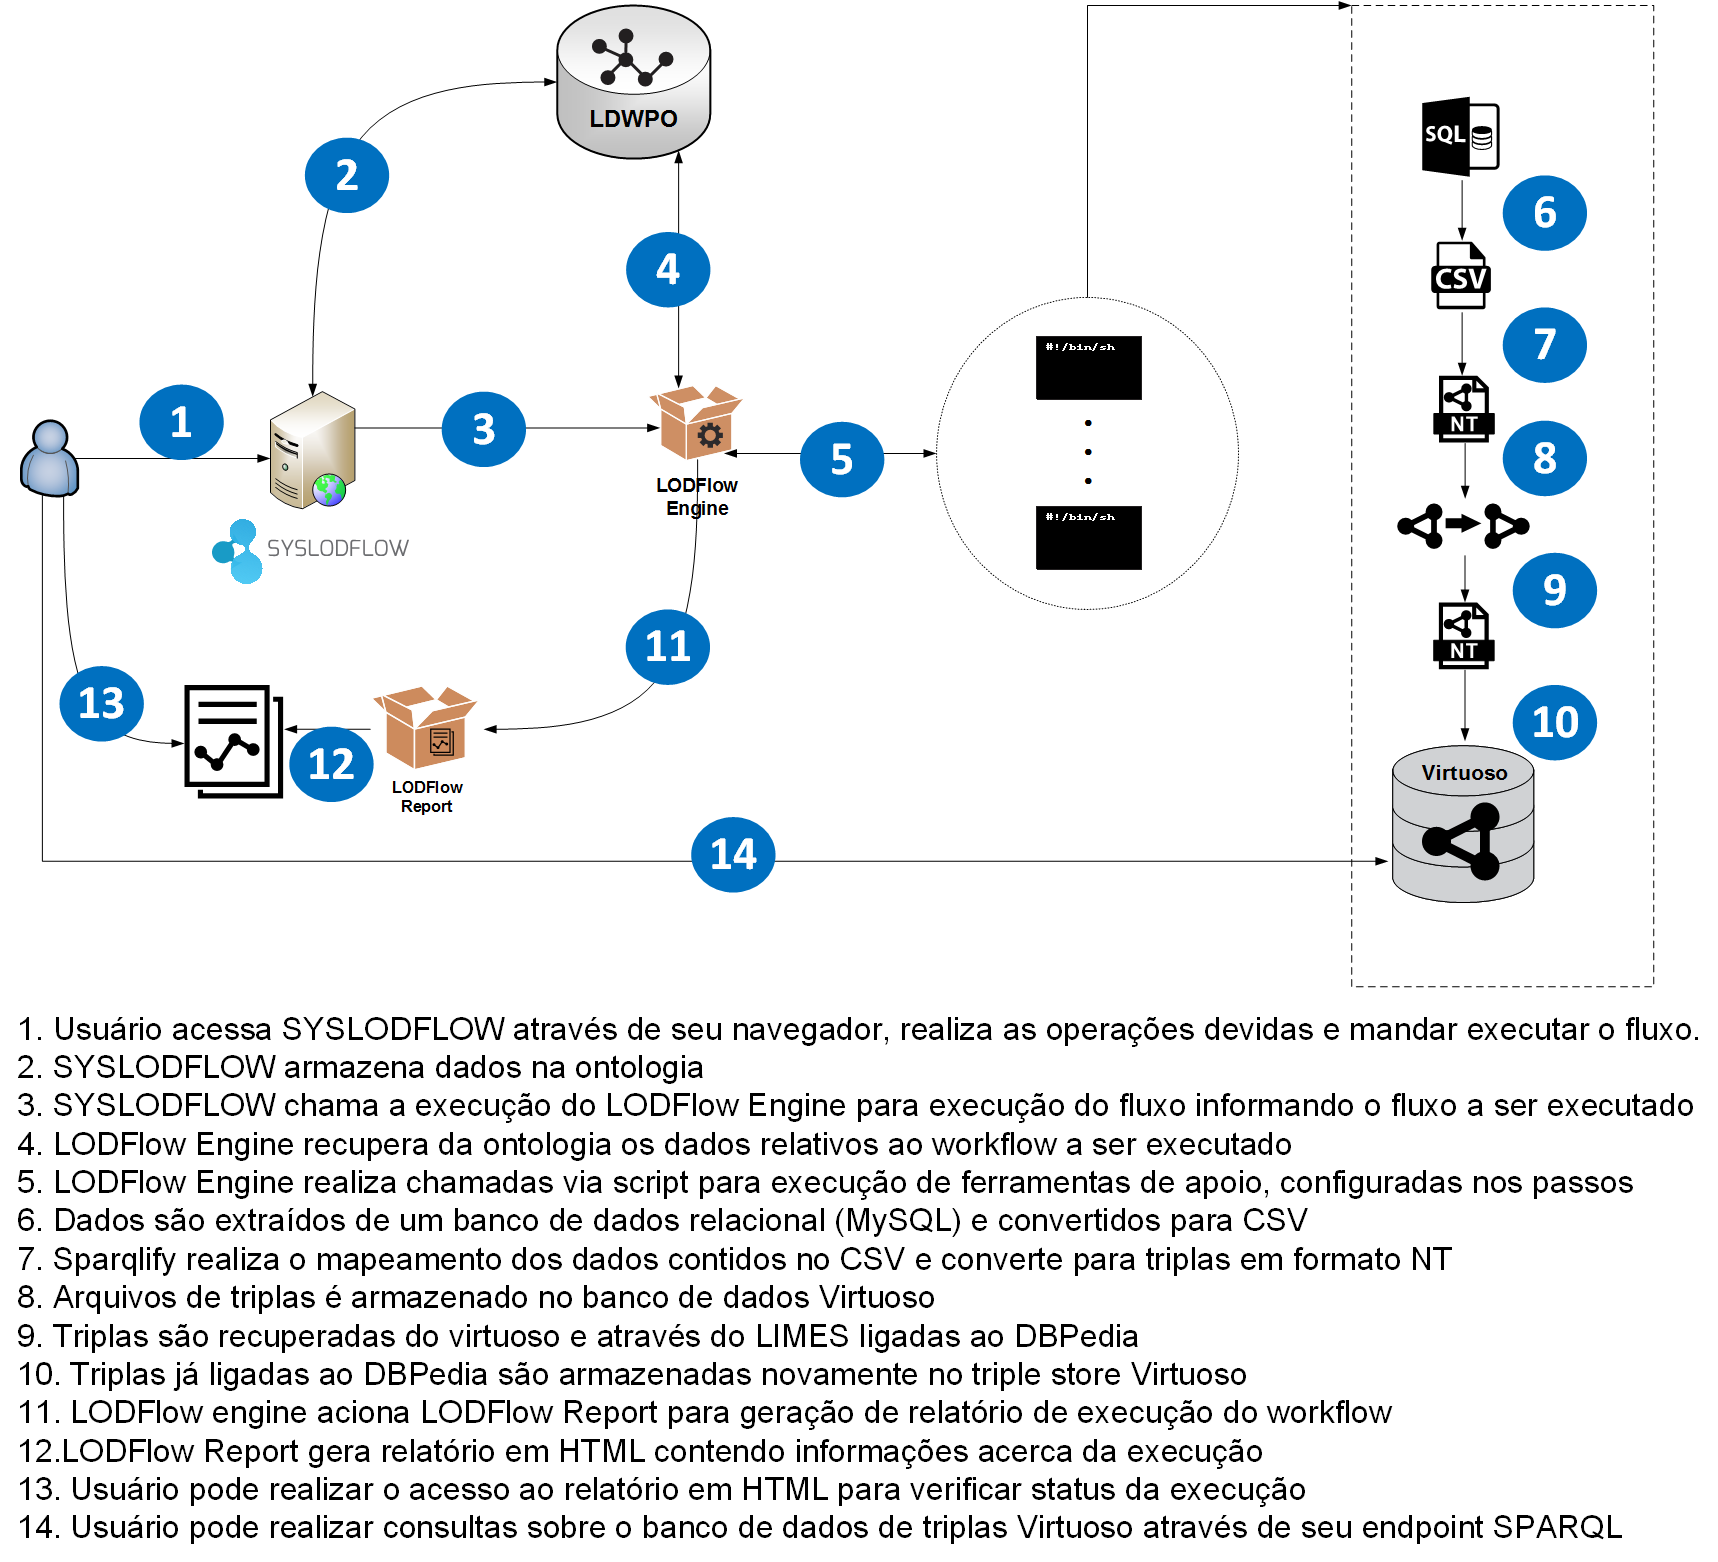 LDWPO
SQL
2
6
4
CSV
7
#!/bin/sh
1
3
NT
5
8
LODFlow
Engine
#!/bin/sh
SYSLODFLOW
9
11
NT
13
10
12
Virtuoso
LODFlow
Report
14
1. Usuário acessa SYSLODFLOW através de seu navegador, realiza as operações devidas e mandar executar o fluxo.
2. SYSLODFLOW armazena dados na ontologia
3. SYSLODFLOW chama a execução do LODFlow Engine para execução do fluxo informando o fluxo a ser executado
4. LODFlow Engine recupera da ontologia os dados relativos ao workflow a ser executado
5. LODFlow Engine realiza chamadas via script para execução de ferramentas de apoio, configuradas nos passos
6. Dados são extraídos de um banco de dados relacional (MySQL) e convertidos para CSV
7. Sparqlify realiza o mapeamento dos dados contidos no CSV e converte para triplas em formato NT
8. Arquivos de triplas é armazenado no banco de dados Virtuoso
9. Triplas são recuperadas do virtuoso e através do LIMES ligadas ao DBPedia
10. Triplas já ligadas ao DBPedia são armazenadas novamente no triple store Virtuoso
11. LODFlow engine aciona LODFlow Report para geração de relatório de execução do workflow
12.LODFlow Report gera relatório em HTML contendo informações acerca da execução
13. Usuário pode realizar o acesso ao relatório em HTML para verificar status da execução
14. Usuário pode realizar consultas sobre o banco de dados de triplas Virtuoso através de seu endpoint SPARQL